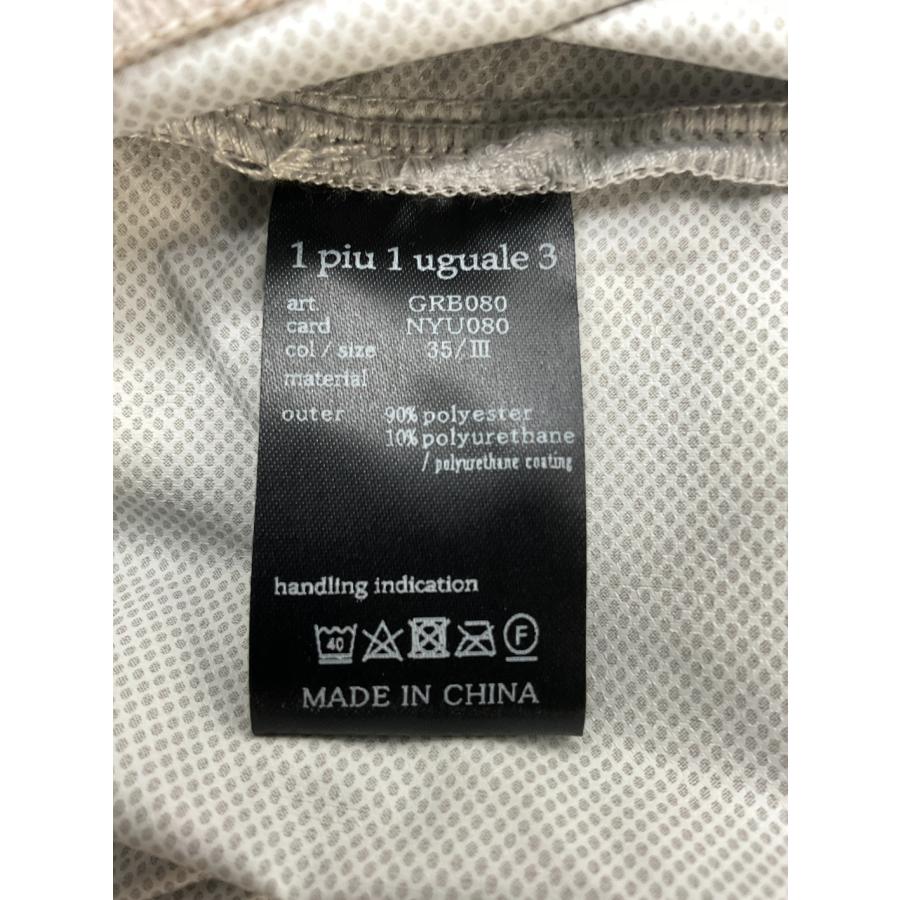 1 piu 1 uguale 3
art GRB080
card NYU080
col / size 35/III
material
outer 90% polyester
10% polyurethane
/ polyurethane coating
handling indication
40 F
MADE IN CHINA